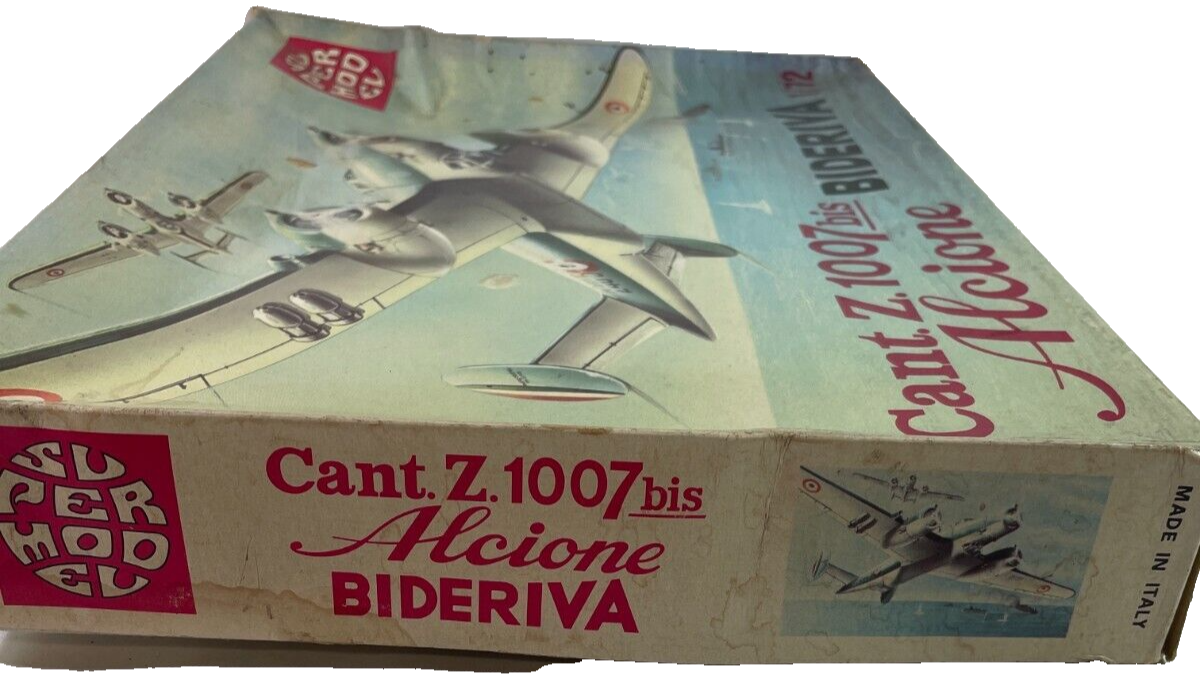 SUPER
MODEL
Cant. Z. 1007 bis BIDERIVA 1/72
Alcione
SUPER
MODEL
Cant. Z. 1007 bis
Alcione
BIDERIVA
MADE IN ITALY